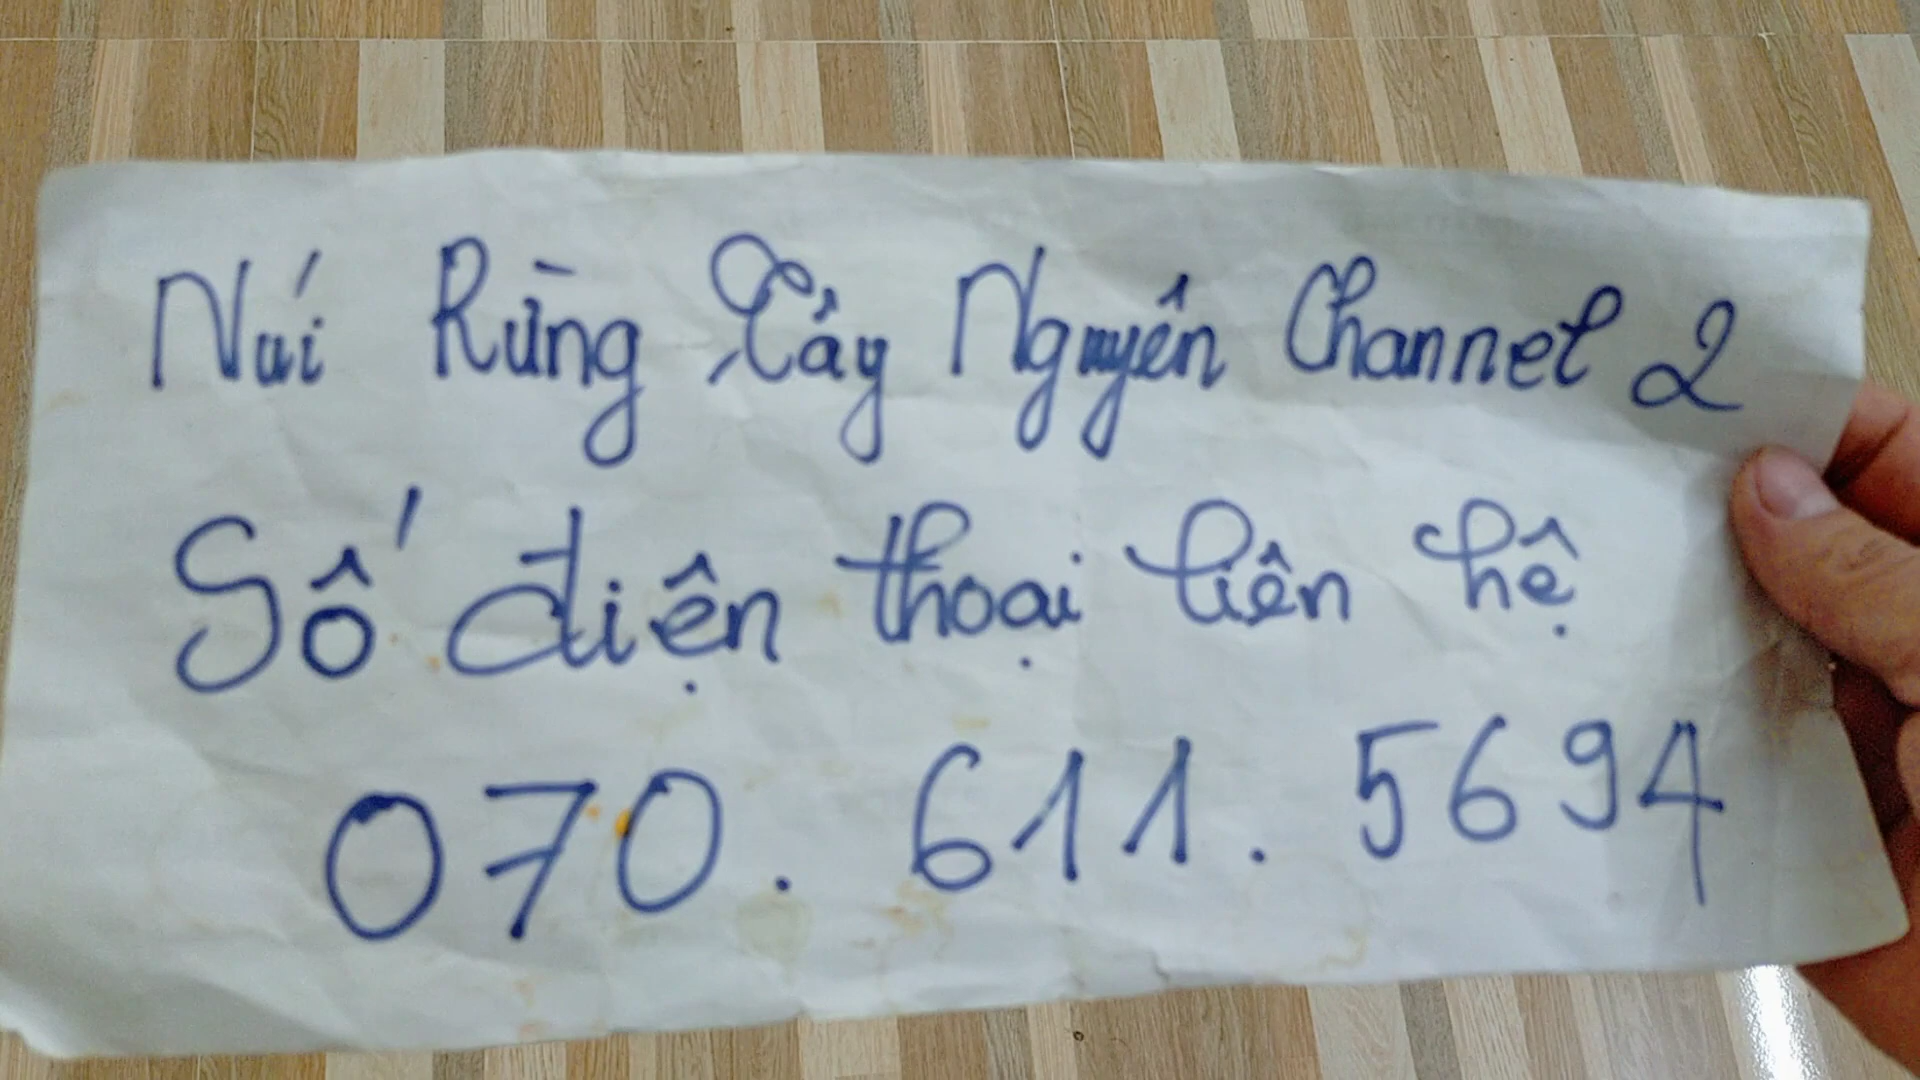 Núi Rừng Tây Nguyên Channel 2
Số điện thoại liên hệ
070. 611. 5694